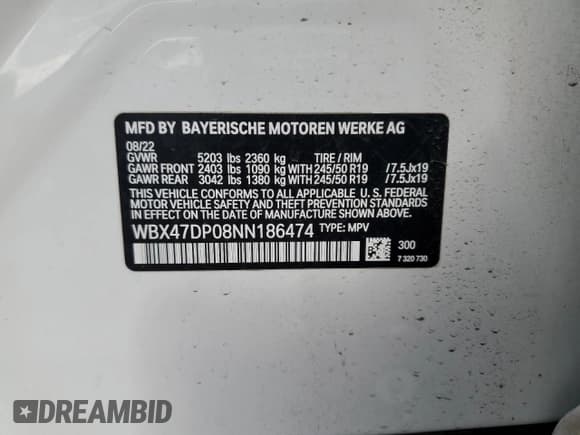 MFD BY BAYERISCHE MOTOREN WERKE AG
08/22
GVWR 5203 lbs 2360 kg TIRE / RIM
GAWR FRONT 2403 lbs 1090 kg WITH 245/50 R19 / 7.5Jx19
GAWR REAR 3042 lbs 1380 kg WITH 245/50 R19 / 7.5Jx19
THIS VEHICLE CONFORMS TO ALL APPLICABLE U. S. FEDERAL
MOTOR VEHICLE SAFETY AND THEFT PREVENTION STANDARDS
IN EFFECT ON THE DATE OF MANUFACTURE SHOWN ABOVE.
WBX47DP08NN186474 TYPE: MPV
300
7 320 730
DREAMBID